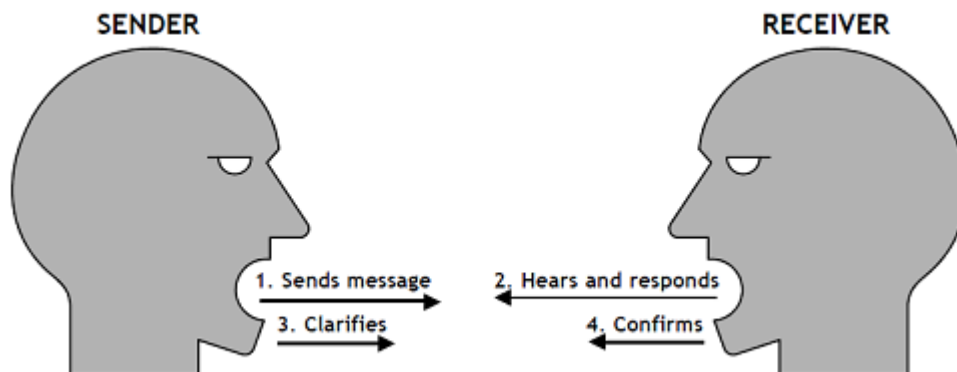 SENDER
RECEIVER
1. Sends message
2. Hears and responds
3. Clarifies
4. Confirms